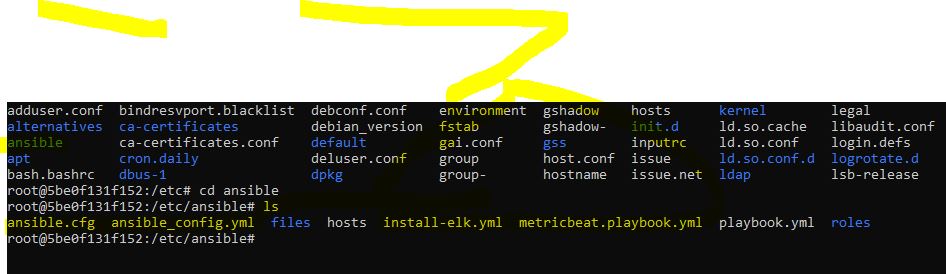 adduser.conf bindresvport.blacklist debconf.conf environment gshadow hosts kernel legal
alternatives ca-certificates debian_version fstab gshadow- init.d ld.so.cache libaudit.conf
ansible ca-certificates.conf default gai.conf gss inputrc ld.so.conf login.defs
apt cron.daily deluser.conf group host.conf issue ld.so.conf.d logrotate.d
bash.bashrc dbus-1 dpkg group- hostname issue.net ldap lsb-release
root@5be0f131f152:/etc# cd ansible
root@5be0f131f152:/etc/ansible# ls
ansible.cfg ansible_config.yml files hosts install-elk.yml metricbeat.playbook.yml playbook.yml roles
root@5be0f131f152:/etc/ansible#